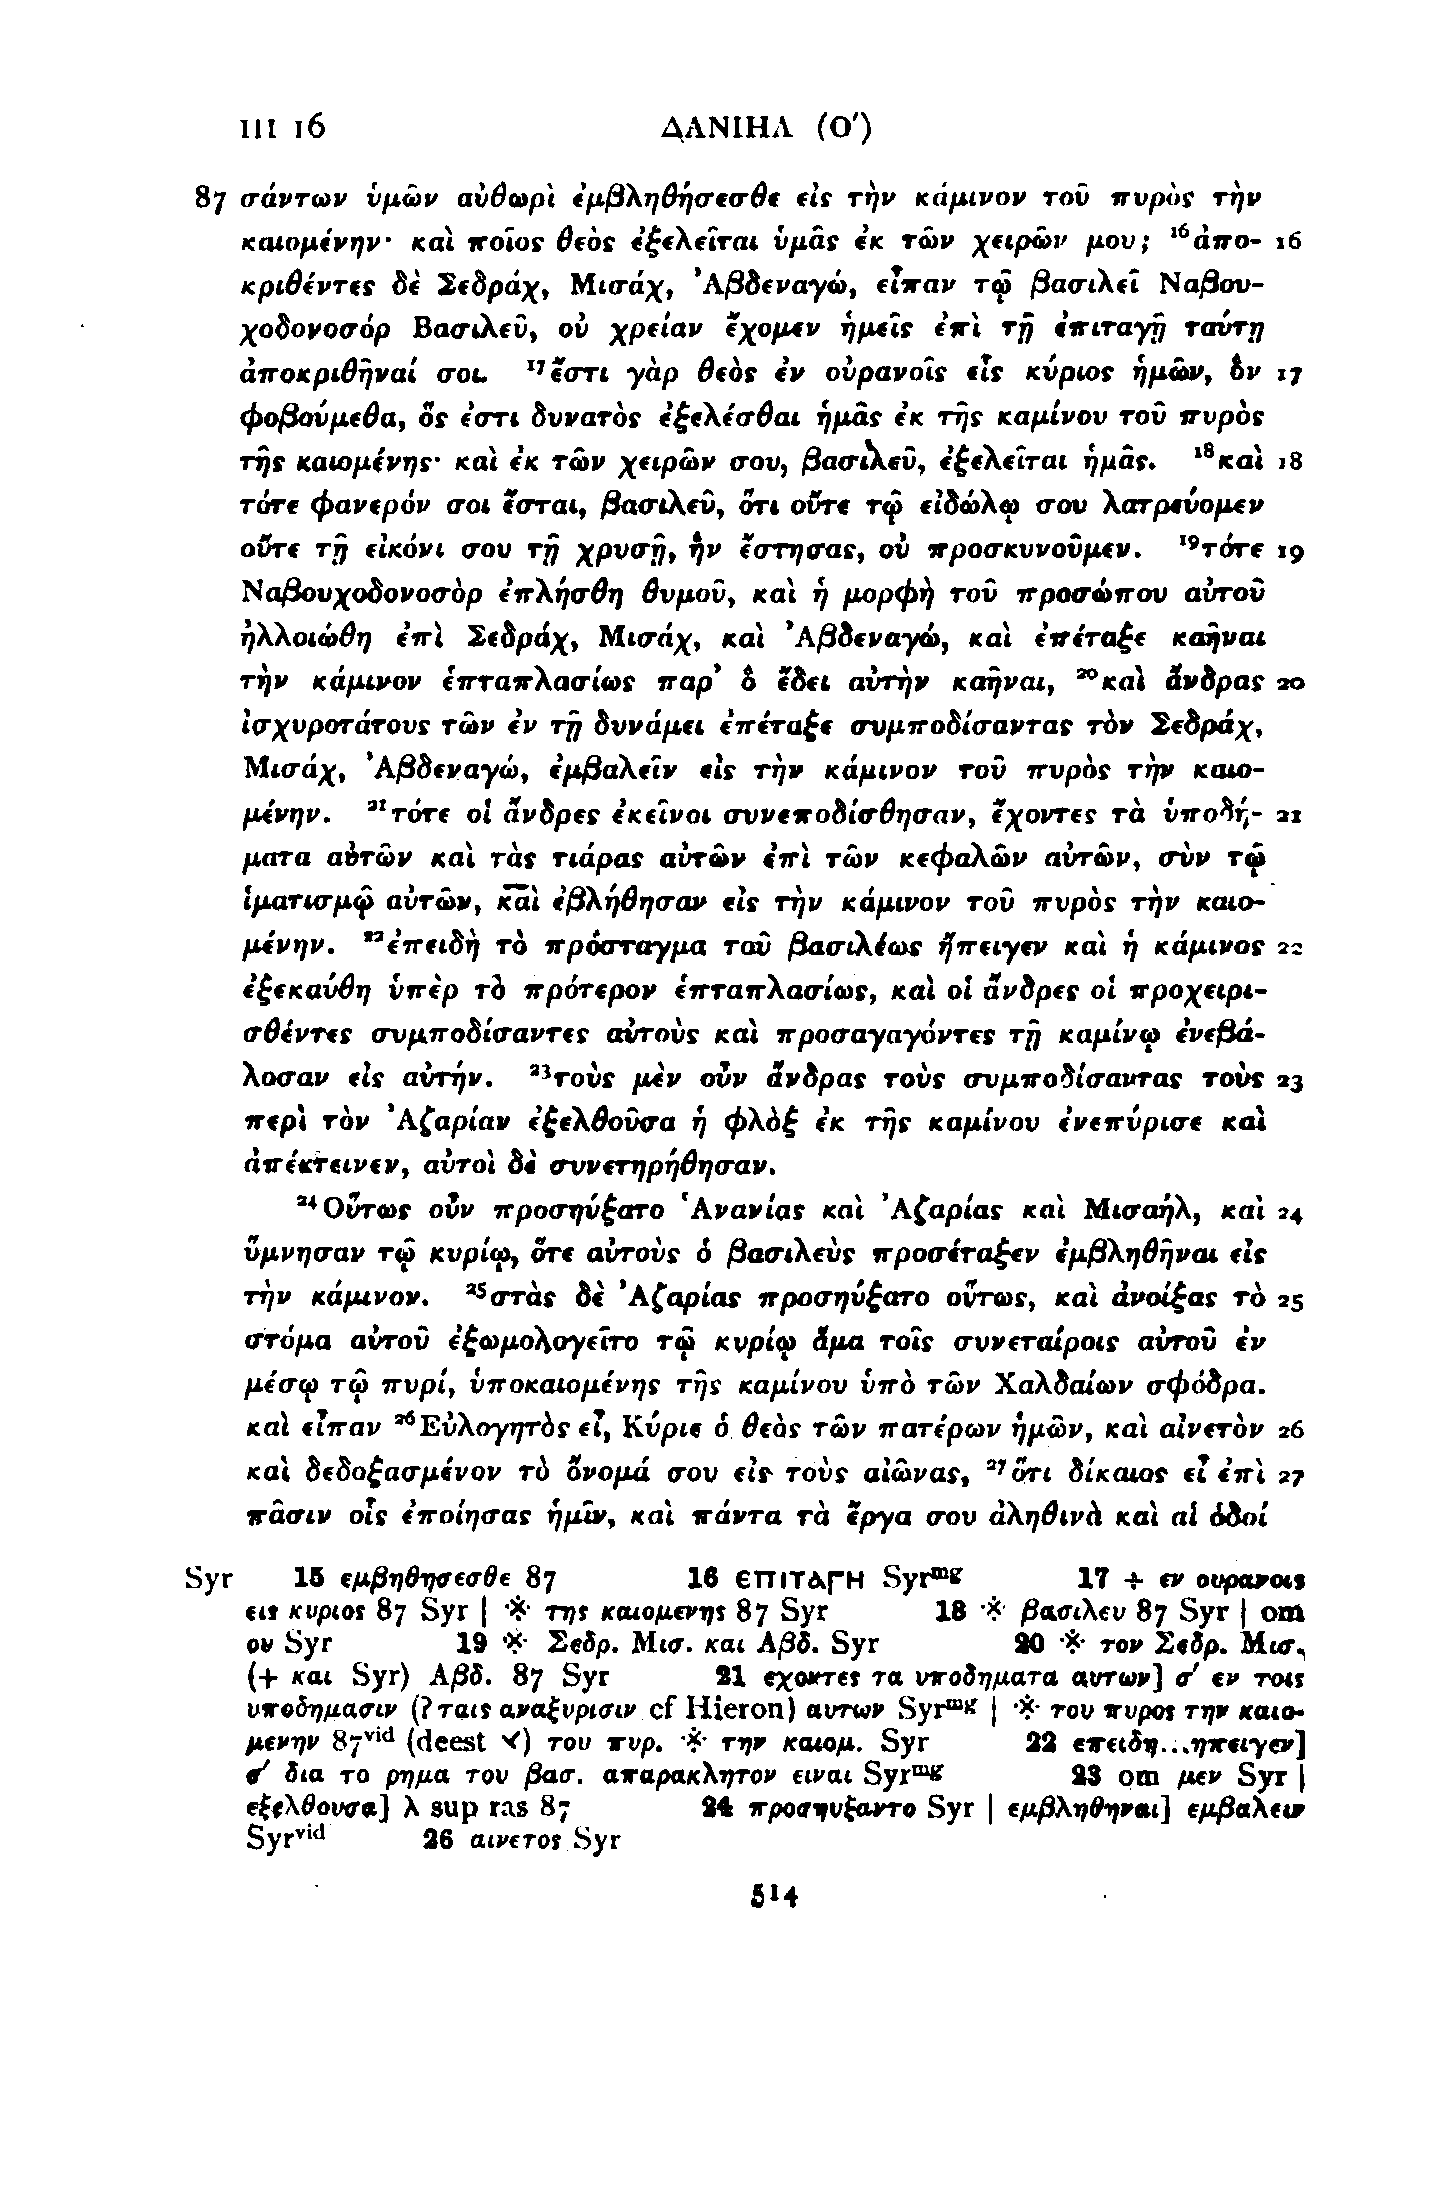 III 16 ΔΑΝΙΗΛ (Ο′)
87 σάντων ὑμῶν αὐθωρὶ ἐμβληθήσεσθε εἰς τὴν κάμινον τοῦ πυρὸς τὴν
καιομένην· καὶ ποῖος θεὸς ἐξελεῖται ὑμᾶς ἐκ τῶν χειρῶν μου; ¹⁶ἀπο- 16
κριθέντες δὲ Σεδράχ, Μισάχ, Ἀβδεναγώ, εἶπαν τῷ βασιλεῖ Ναβου-
χοδονοσόρ Βασιλεῦ, οὐ χρείαν ἔχομεν ἡμεῖς ἐπὶ τῇ ἐπιταγῇ ταύτῃ
ἀποκριθῆναί σοι. ¹⁷ἔστι γὰρ θεὸς ἐν οὐρανοῖς εἷς κύριος ἡμῶν, ὃν 17
φοβούμεθα, ὅς ἐστι δυνατὸς ἐξελέσθαι ἡμᾶς ἐκ τῆς καμίνου τοῦ πυρὸς
τῆς καιομένης· καὶ ἐκ τῶν χειρῶν σου, βασιλεῦ, ἐξελεῖται ἡμᾶς. ¹⁸καὶ 18
τότε φανερόν σοι ἔσται, βασιλεῦ, ὅτι οὔτε τῷ εἰδώλῳ σου λατρεύομεν
οὔτε τῇ εἰκόνι σου τῇ χρυσῇ, ἣν ἔστησας, οὐ προσκυνοῦμεν. ¹⁹τότε 19
Ναβουχοδονοσὸρ ἐπλήσθη θυμοῦ, καὶ ἡ μορφὴ τοῦ προσώπου αὐτοῦ
ἠλλοιώθη ἐπὶ Σεδράχ, Μισάχ, καὶ Ἀβδεναγώ, καὶ ἐπέταξε καῆναι
τὴν κάμινον ἑπταπλασίως παρ’ ὃ ἔδει αὐτὴν καῆναι, ²⁰καὶ ἄνδρας 20
ἰσχυροτάτους τῶν ἐν τῇ δυνάμει ἐπέταξε συμποδίσαντας τὸν Σεδράχ,
Μισάχ, Ἀβδεναγώ, ἐμβαλεῖν εἰς τὴν κάμινον τοῦ πυρὸς τὴν καιο-
μένην. ²¹τότε οἱ ἄνδρες ἐκεῖνοι συνεποδίσθησαν, ἔχοντες τὰ ὑποδή- 21
ματα αὐτῶν καὶ τὰς τιάρας αὐτῶν ἐπὶ τῶν κεφαλῶν αὐτῶν, σὺν τῷ
ἱματισμῷ αὐτῶν, καὶ ἐβλήθησαν εἰς τὴν κάμινον τοῦ πυρὸς τὴν καιο-
μένην. ²²ἐπειδὴ τὸ πρόσταγμα τοῦ βασιλέως ἤπειγεν καὶ ἡ κάμινος 22
ἐξεκαύθη ὑπὲρ τὸ πρότερον ἑπταπλασίως, καὶ οἱ ἄνδρες οἱ προχειρι-
σθέντες συμποδίσαντες αὐτοὺς καὶ προσαγαγόντες τῇ καμίνῳ ἐνεβά-
λοσαν εἰς αὐτήν. ²³τοὺς μὲν οὖν ἄνδρας τοὺς συμποδίσαντας τοὺς 23
περὶ τὸν Ἀζαρίαν ἐξελθοῦσα ἡ φλὸξ ἐκ τῆς καμίνου ἐνεπύρισε καὶ
ἀπέκτεινεν, αὐτοὶ δὲ συνετηρήθησαν.
²⁴Οὕτως οὖν προσηύξατο Ἁνανίας καὶ Ἀζαρίας καὶ Μισαήλ, καὶ 24
ὕμνησαν τῷ κυρίῳ, ὅτε αὐτοὺς ὁ βασιλεὺς προσέταξεν ἐμβληθῆναι εἰς
τὴν κάμινον. ²⁵στὰς δὲ Ἀζαρίας προσηύξατο οὕτως, καὶ ἀνοίξας τὸ 25
στόμα αὐτοῦ ἐξωμολογεῖτο τῷ κυρίῳ ἅμα τοῖς συνεταίροις αὐτοῦ ἐν
μέσῳ τῷ πυρί, ὑποκαιομένης τῆς καμίνου ὑπὸ τῶν Χαλδαίων σφόδρα.
καὶ εἶπαν ²⁶Εὐλογητὸς εἶ, Κύριε ὁ θεὸς τῶν πατέρων ἡμῶν, καὶ αἰνετὸν 26
καὶ δεδοξασμένον τὸ ὄνομά σου εἰς τοὺς αἰῶνας, ²⁷ὅτι δίκαιος εἶ ἐπὶ 27
πᾶσιν οἷς ἐποίησας ἡμῖν, καὶ πάντα τὰ ἔργα σου ἀληθινὰ καὶ αἱ ὁδοί
Syr 15 εμβηθησεσθε 87 16 επιταγη Syrᵐᵍ 17 + εν ουρανοις
εις κυριος 87 Syr | ※ της καιομενης 87 Syr 18 ※ βασιλευ 87 Syr | om
ου Syr 19 ※ Σεδρ. Μισ. και Αβδ. Syr 20 ※ τον Σεδρ. Μισ.
(+ και Syr) Αβδ. 87 Syr 21 εχοντες τα υποδηματα αυτων] σ′ εν τοις
υποδημασιν (? ταις αναξυρισιν cf Hieron) αυτων Syrᵐᵍ | ※ του πυρος την καιο-
μενην 87ᵛⁱᵈ (deest ⸔) του πυρ. ※ την καιομ. Syr 22 επειδη...ηπειγεν]
σ′ δια το ρημα του βασ. απαρακλητον ειναι Syrᵐᵍ 23 om μεν Syr |
εξελθουσα] λ sup ras 87 24 προσηυξαντο Syr | εμβληθηναι] εμβαλειν
Syrᵛⁱᵈ 26 αινετος Syr
514